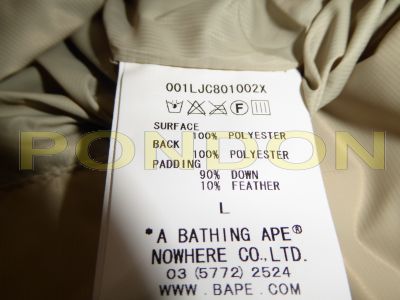 001LJC801002X
F
SURFACE
100% POLYESTER
BACK
100% POLYESTER
PADDING
90% DOWN
10% FEATHER
L
*A BATHING APE®
NOWHERE CO.,LTD.
03 (5772) 2524
WWW.BAPE.COM
PONDON